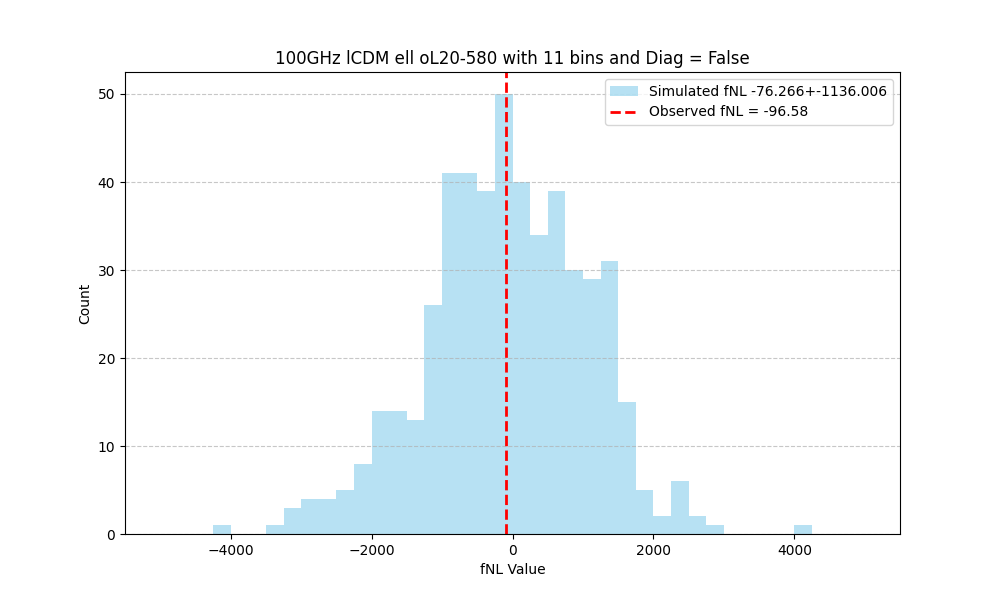 100GHz lCDM ell oL20-580 with 11 bins and Diag = False
Simulated fNL -76.266+-1136.006
Observed fNL = -96.58
50
40
30
20
10
0
Count
−4000 −2000 0 2000 4000
fNL Value